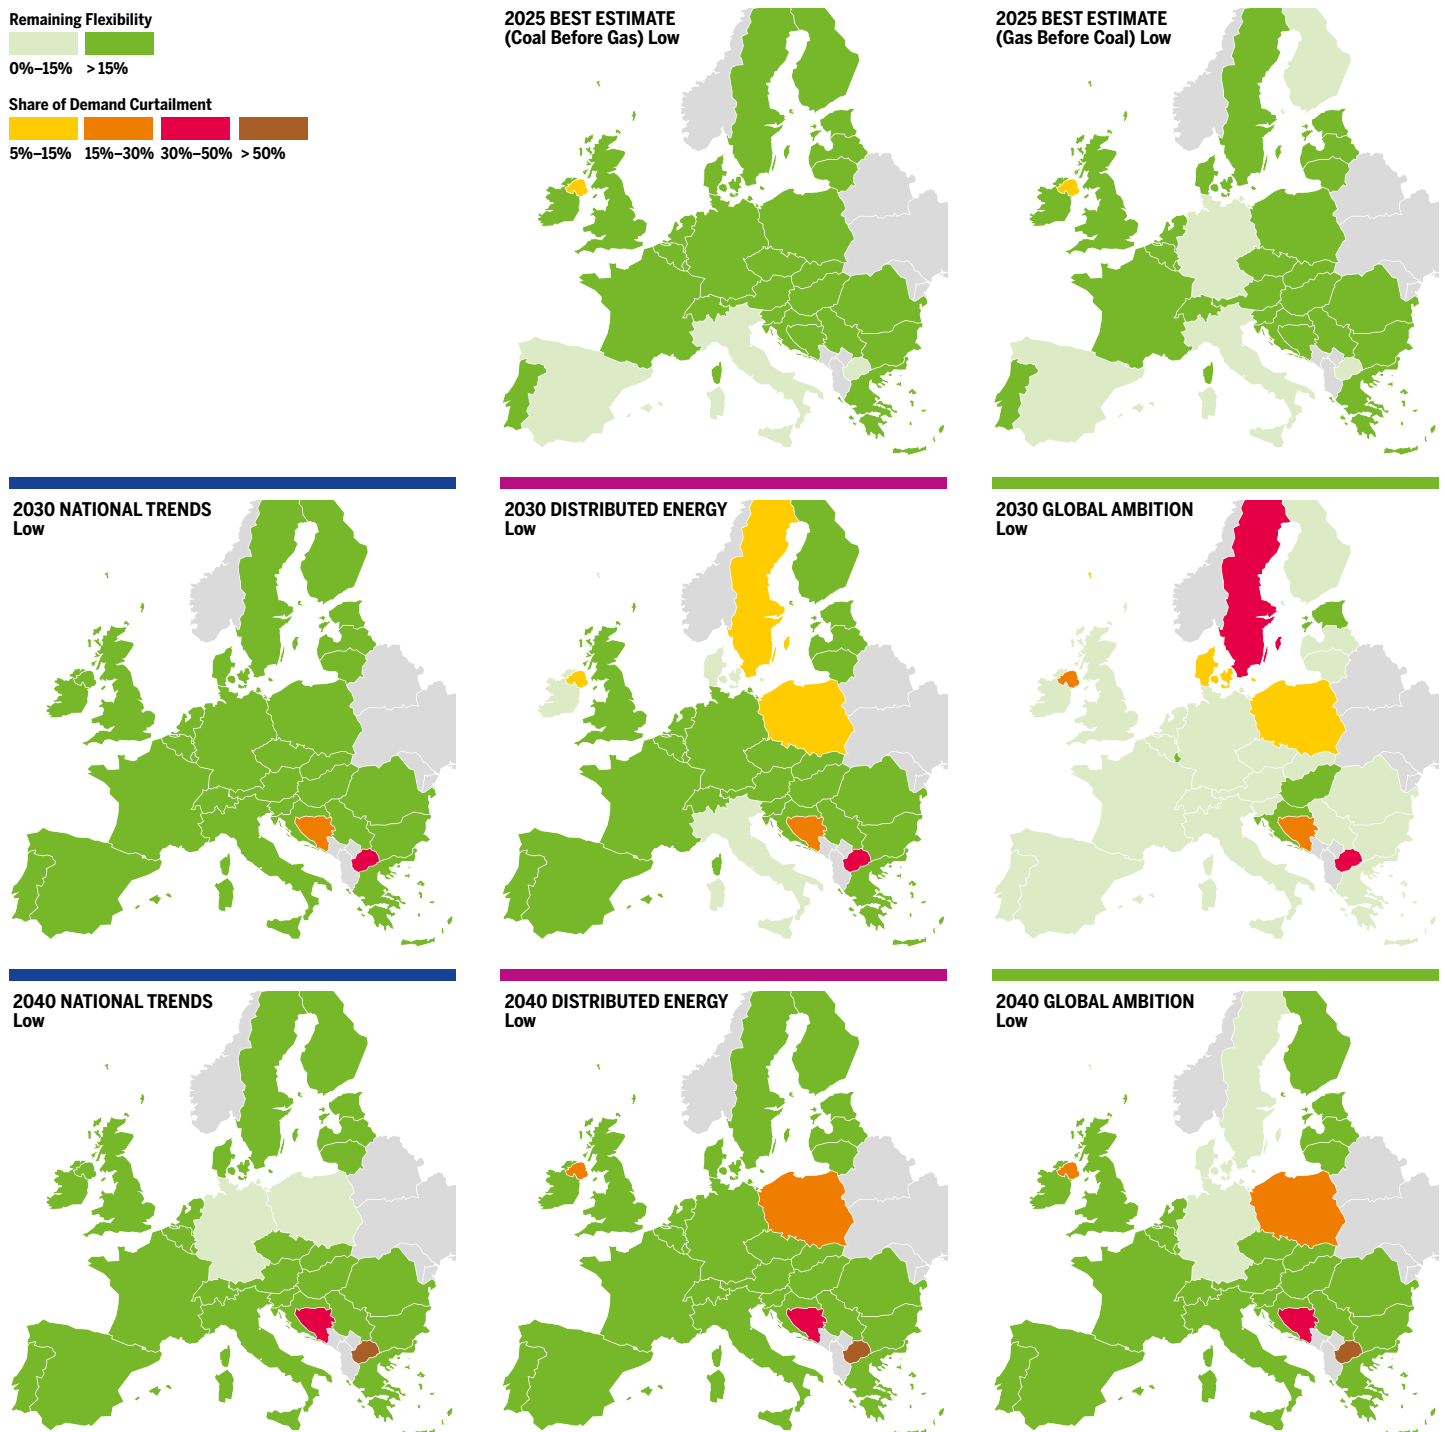 Remaining Flexibility
0%–15% > 15%
Share of Demand Curtailment
5%–15% 15%–30% 30%–50% > 50%
2025 BEST ESTIMATE
(Coal Before Gas) Low
2025 BEST ESTIMATE
(Gas Before Coal) Low
2030 NATIONAL TRENDS
Low
2030 DISTRIBUTED ENERGY
Low
2030 GLOBAL AMBITION
Low
2040 NATIONAL TRENDS
Low
2040 DISTRIBUTED ENERGY
Low
2040 GLOBAL AMBITION
Low